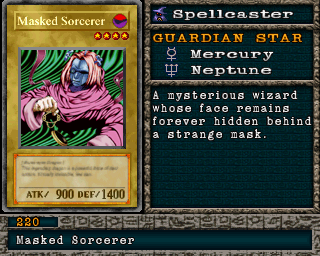 Masked Sorcerer
ATK/ 900 DEF/1400
Spellcaster
GUARDIAN STAR
Mercury
Neptune
A mysterious wizard
whose face remains
forever hidden behind
a strange mask.
220
Masked Sorcerer